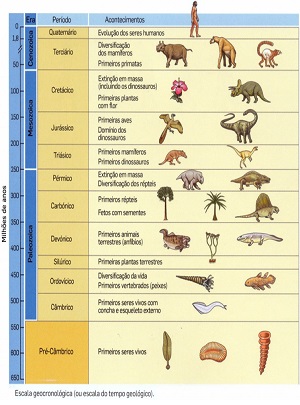 Era Período Acontecimentos
0
1,8
50
100
150
200
250
300
350
400
450
500
550
600
650
Milhões de anos
Cenozoica
Mesozoica
Paleozoica
Quaternário Evolução dos seres humanos
Terciário Diversificação
dos mamíferos
Primeiros primatas
Cretácico Extinção em massa
(incluindo os dinossauros)
Primeiras plantas
com flor
Jurássico Primeiras aves
Domínio dos
dinossauros
Triásico Primeiros mamíferos
Primeiros dinossauros
Pérmico Extinção em massa
Diversificação dos répteis
Carbónico Primeiros répteis
Fetos com sementes
Devónico Primeiros animais
terrestres (anfíbios)
Silúrico Primeiras plantas terrestres
Ordovícico Diversificação da vida
Primeiros vertebrados (peixes)
Câmbrico Primeiros seres vivos com
concha e esqueleto externo
Pré-Câmbrico Primeiros seres vivos
Escala geocronológica (ou escala do tempo geológico).